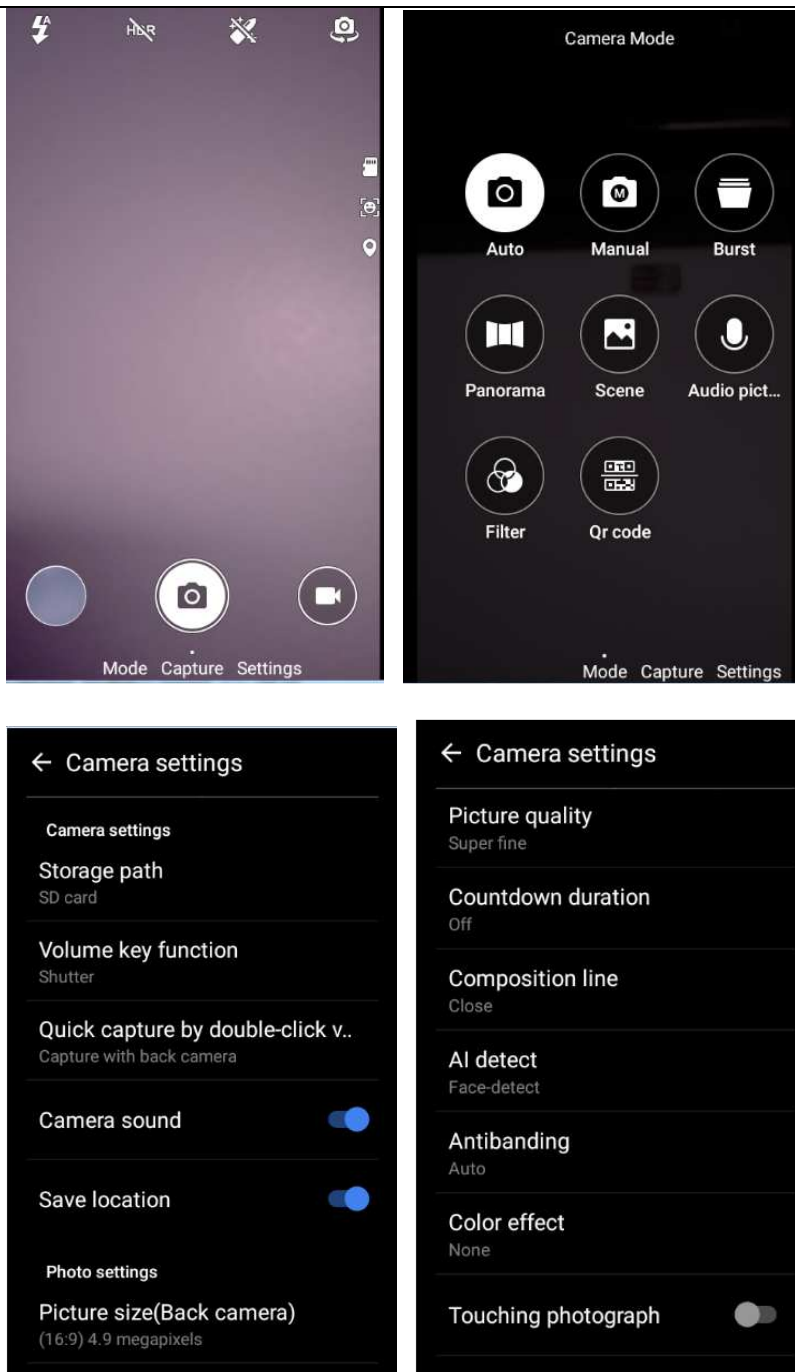 A
HDR
Mode Capture Settings
Camera Mode
Auto Manual Burst
Panorama Scene Audio pict...
Filter Qr code
Mode Capture Settings
Camera settings
Camera settings
Storage path
SD card
Volume key function
Shutter
Quick capture by double-click v..
Capture with back camera
Camera sound
Save location
Photo settings
Picture size(Back camera)
(16:9) 4.9 megapixels
Camera settings
Picture quality
Super fine
Countdown duration
Off
Composition line
Close
AI detect
Face-detect
Antibanding
Auto
Color effect
None
Touching photograph